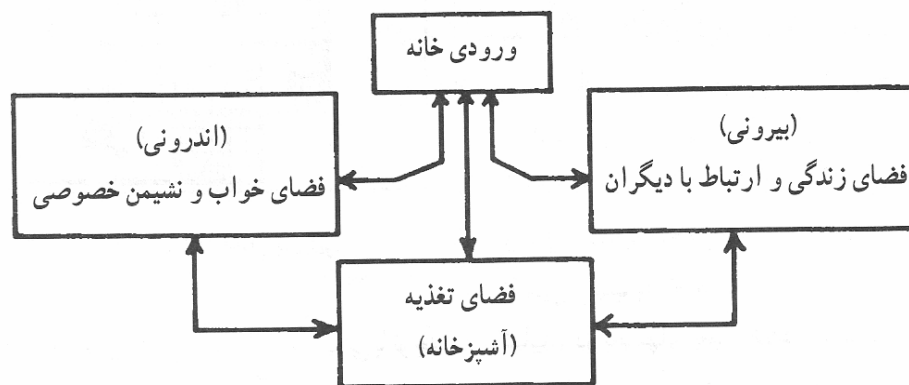 ورودی خانه
(بیرونی)
فضای زندگی و ارتباط با دیگران
(اندرونی)
فضای خواب و نشیمن خصوصی
فضای تغذیه
(آشپزخانه)